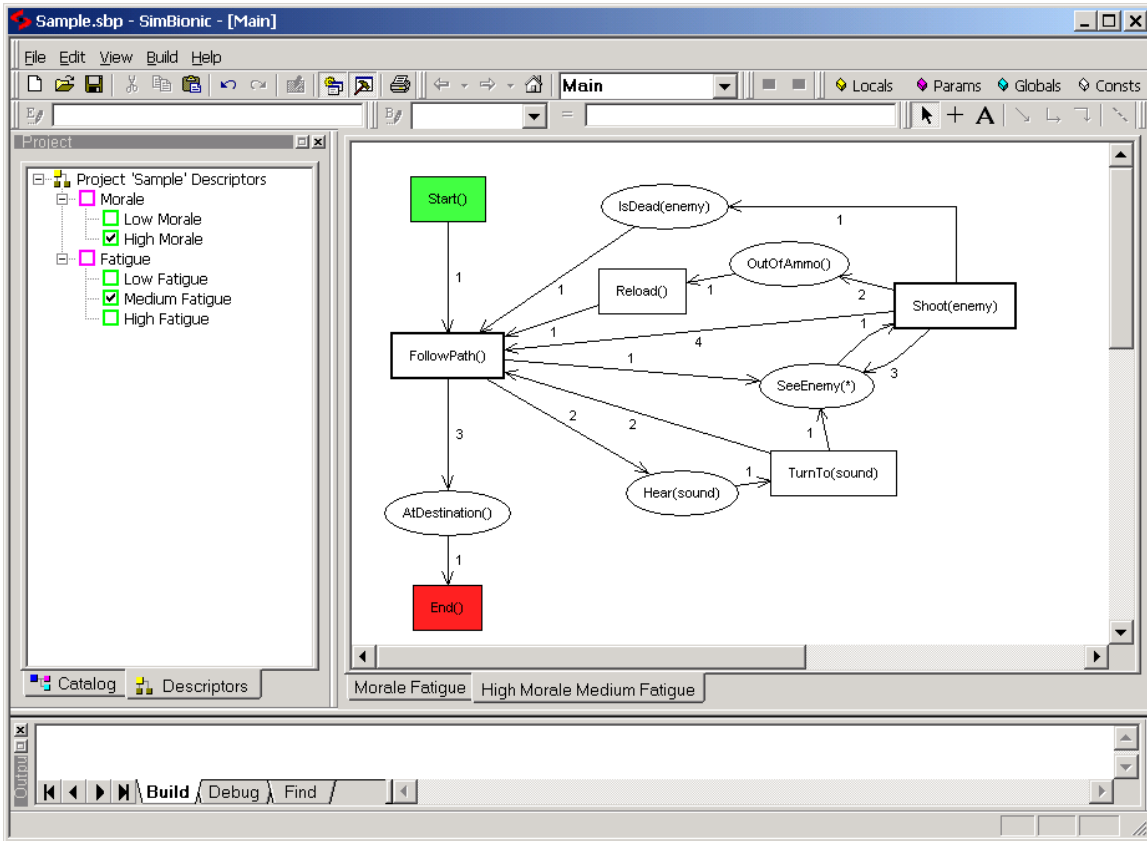 Sample.sbp - SimBionic - [Main]
File Edit View Build Help
Main
Locals Params Globals Consts
E
B
=
A
Project
Project 'Sample' Descriptors
Morale
Low Morale
High Morale
Fatigue
Low Fatigue
Medium Fatigue
High Fatigue
Catalog Descriptors
Start()
IsDead(enemy)
1
OutOfAmmo()
1
1
Reload()
1
2
Shoot(enemy)
1
4
1
FollowPath()
1
SeeEnemy(*)
3
2
2
1
3
1
TurnTo(sound)
Hear(sound)
AtDestination()
1
End()
Morale Fatigue High Morale Medium Fatigue
Output
Build Debug Find